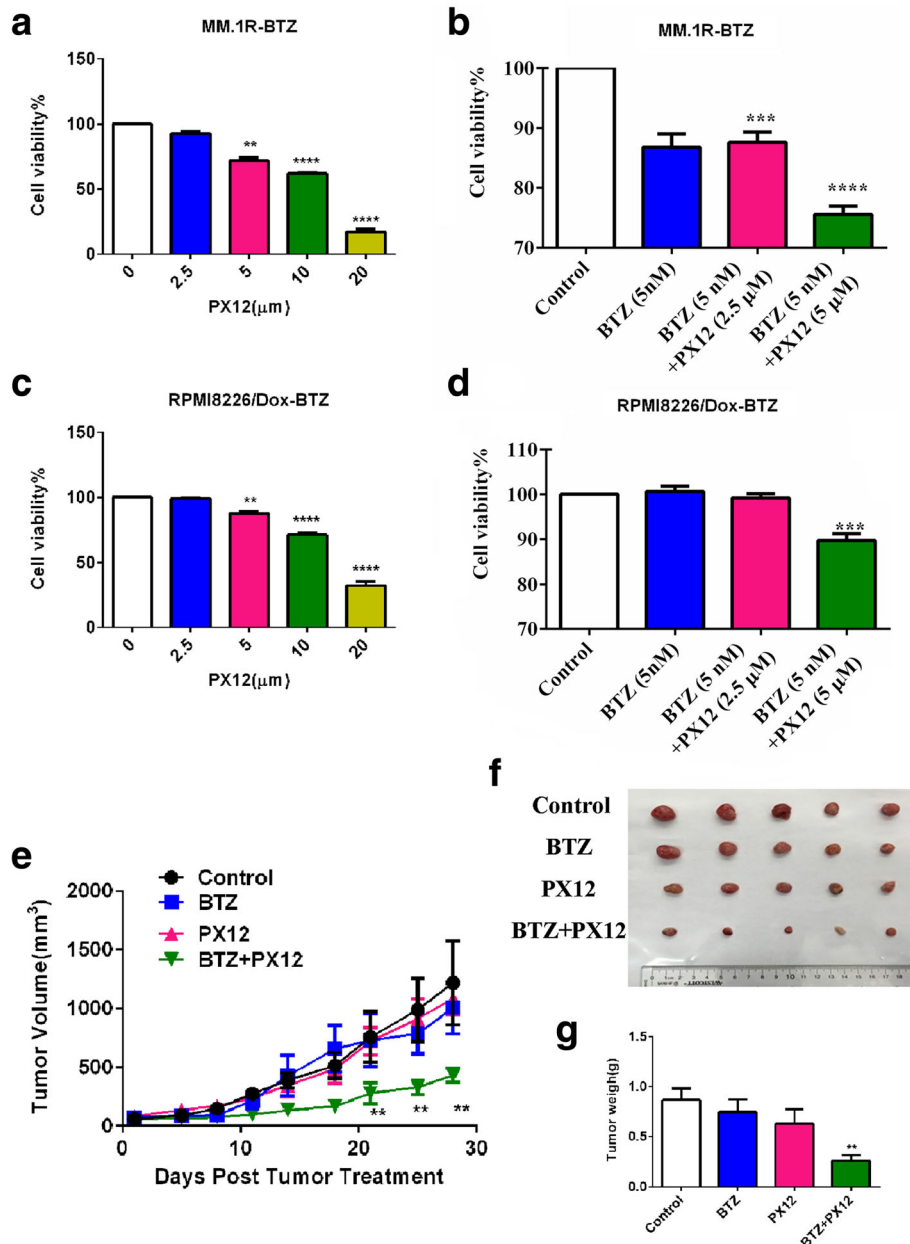 a
MM.1R-BTZ
Cell viability%
150
100
50
0
**
****
****
0
2.5
5
10
20
PX12(μm)
b
MM.1R-BTZ
Cell viability%
100
90
80
70
***
****
Control
BTZ (5nM)
BTZ (5 nM)
+PX12 (2.5 μM)
BTZ (5 nM)
+PX12 (5 μM)
c
RPMI8226/Dox-BTZ
Cell viability%
150
100
50
0
**
****
****
0
2.5
5
10
20
PX12(μm)
d
RPMI8226/Dox-BTZ
Cell viability%
110
100
90
80
70
***
Control
BTZ (5nM)
BTZ (5 nM)
+PX12 (2.5 μM)
BTZ (5 nM)
+PX12 (5 μM)
e
Control
BTZ
PX12
BTZ+PX12
Tumor Volume(mm³)
2000
1500
1000
500
0
** ** **
0 10 20 30
Days Post Tumor Treatment
f
Control
BTZ
PX12
BTZ+PX12
g
Tumor weigh(g)
1.5
1.0
0.5
0.0
**
Control
BTZ
PX12
BTZ+PX12